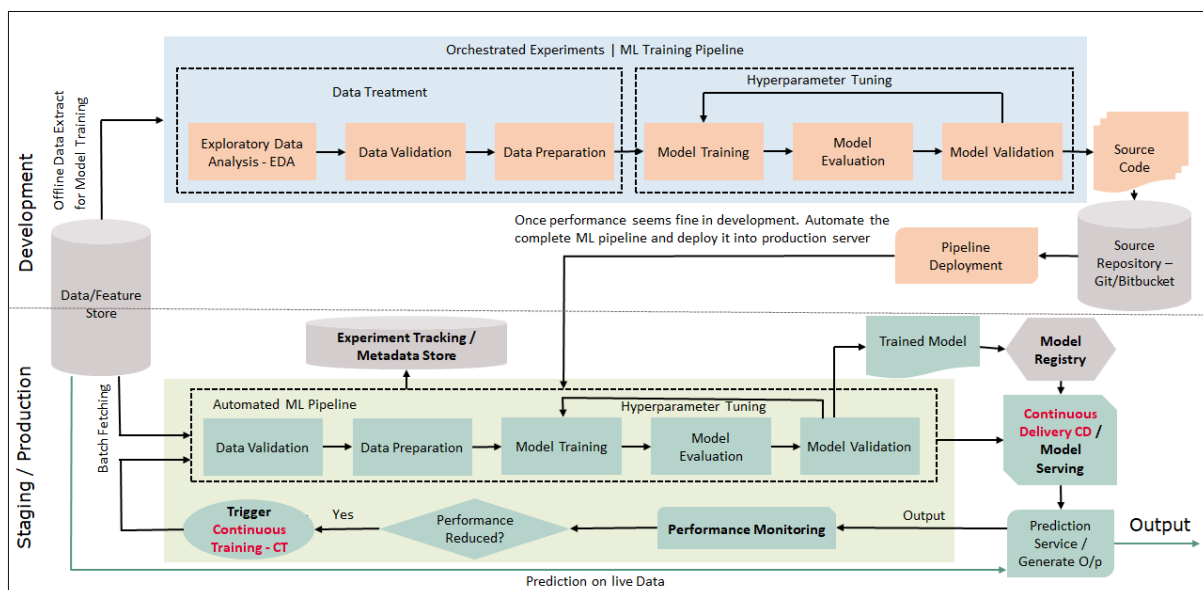 Development
Offline Data Extract
for Model Training
Orchestrated Experiments | ML Training Pipeline
Data Treatment
Hyperparameter Tuning
Exploratory Data
Analysis - EDA
Data Validation
Data Preparation
Model Training
Model
Evaluation
Model Validation
Source
Code
Once performance seems fine in development. Automate the
complete ML pipeline and deploy it into production server
Pipeline
Deployment
Source
Repository –
Git/Bitbucket
Data/Feature
Store
Staging / Production
Experiment Tracking /
Metadata Store
Trained Model
Model
Registry
Batch Fetching
Automated ML Pipeline
Hyperparameter Tuning
Data Validation
Data Preparation
Model Training
Model
Evaluation
Model Validation
Continuous
Delivery CD /
Model
Serving
Trigger
Continuous
Training - CT
Yes
Performance
Reduced?
Performance Monitoring
Output
Prediction
Service /
Generate O/p
Output
Prediction on live Data